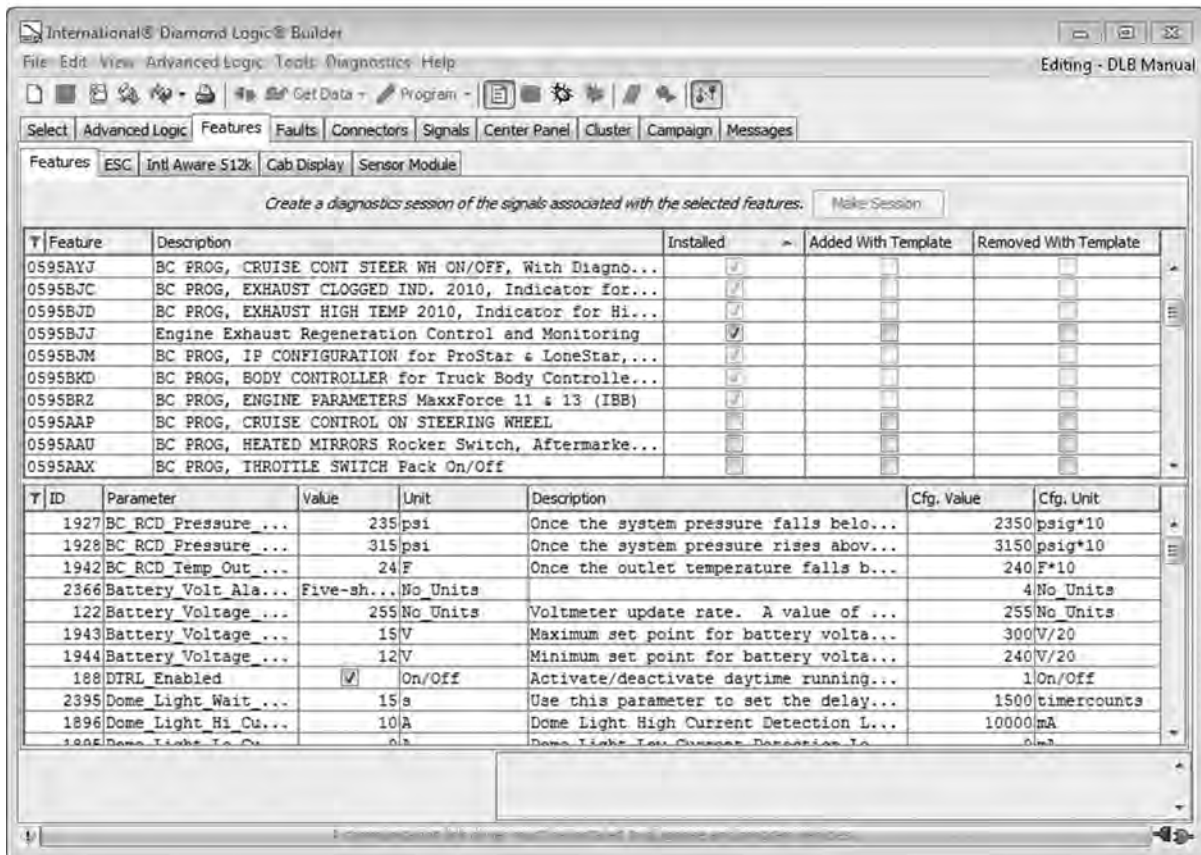 International® Diamond Logic® Builder
File Edit View Advanced Logic Tools Diagnostics Help
Editing - DLB Manual
Get Data Program
Select Advanced Logic Features Faults Connectors Signals Center Panel Cluster Campaign Messages
Features ESC Intl Aware 512k Cab Display Sensor Module
Create a diagnostics session of the signals associated with the selected features. Make Session
Feature Description Installed Added With Template Removed With Template
0595AYJ BC PROG, CRUISE CONT STEER WH ON/OFF, With Diagno...
0595BJC BC PROG, EXHAUST CLOGGED IND. 2010, Indicator for...
0595BJD BC PROG, EXHAUST HIGH TEMP 2010, Indicator for Hi...
0595BJJ Engine Exhaust Regeneration Control and Monitoring
0595BJM BC PROG, IP CONFIGURATION for ProStar & LoneStar,...
0595BKD BC PROG, BODY CONTROLLER for Truck Body Controlle...
0595BRZ BC PROG, ENGINE PARAMETERS MaxxForce 11 & 13 (IBB)
0595AAP BC PROG, CRUISE CONTROL ON STEERING WHEEL
0595AAU BC PROG, HEATED MIRRORS Rocker Switch, Aftermarke...
0595AAX BC PROG, THROTTLE SWITCH Pack On/Off
ID Parameter Value Unit Description Cfg. Value Cfg. Unit
1927 BC_RCD_Pressure_... 235 psi Once the system pressure falls belo... 2350 psig*10
1928 BC_RCD_Pressure_... 315 psi Once the system pressure rises abov... 3150 psig*10
1942 BC_RCD_Temp_Out_... 24 F Once the outlet temperature falls b... 240 F*10
2366 Battery_Volt_Ala... Five-sh... No_Units 4 No_Units
122 Battery_Voltage_... 255 No_Units Voltmeter update rate. A value of ... 255 No_Units
1943 Battery_Voltage_... 15 V Maximum set point for battery volta... 300 V/20
1944 Battery_Voltage_... 12 V Minimum set point for battery volta... 240 V/20
188 DTRL_Enabled On/Off Activate/deactivate daytime running... 1 On/Off
2395 Dome_Light_Wait_... 15 s Use this parameter to set the delay... 1500 timercounts
1896 Dome_Light_Hi_Cu... 10 A Dome Light High Current Detection L... 10000 mA